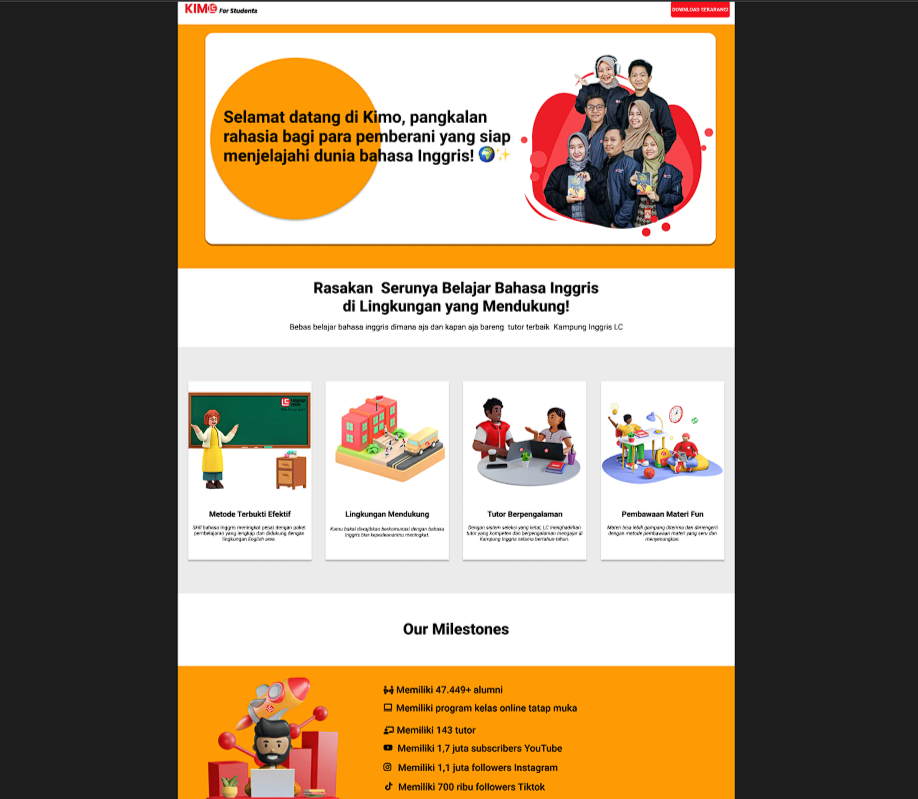 KIMO For Students
DOWNLOAD SEKARANG!
Selamat datang di Kimo, pangkalan
rahasia bagi para pemberani yang siap
menjelajahi dunia bahasa Inggris! 🌍✨
Rasakan Serunya Belajar Bahasa Inggris
di Lingkungan yang Mendukung!
Bebas belajar bahasa inggris dimana aja dan kapan aja bareng tutor terbaik Kampung Inggris LC
Metode Terbukti Efektif
Skill bahasa Inggris meningkat pesat dengan paket
pembelajaran yang lengkap dan didukung dengan
lingkungan English area.
Lingkungan Mendukung
Kamu bakal diwajibkan berkomunasi dengan bahasa
Inggris biar kepedeanmu meningkat.
Tutor Berpengalaman
Dengan sistem seleksi yang ketat, LC menghadirkan
tutor yang kompeten dan berpengalaman mengajar di
Kampung Inggris selama bertahun-tahun.
Pembawaan Materi Fun
Materi bisa lebih gampang diterima dan dimengerti
dengan metode pembawaan materi yang seru dan
menyenangkan.
Our Milestones
Memiliki 47.449+ alumni
Memiliki program kelas online tatap muka
Memiliki 143 tutor
Memiliki 1,7 juta subscribers YouTube
Memiliki 1,1 juta followers Instagram
Memiliki 700 ribu followers Tiktok